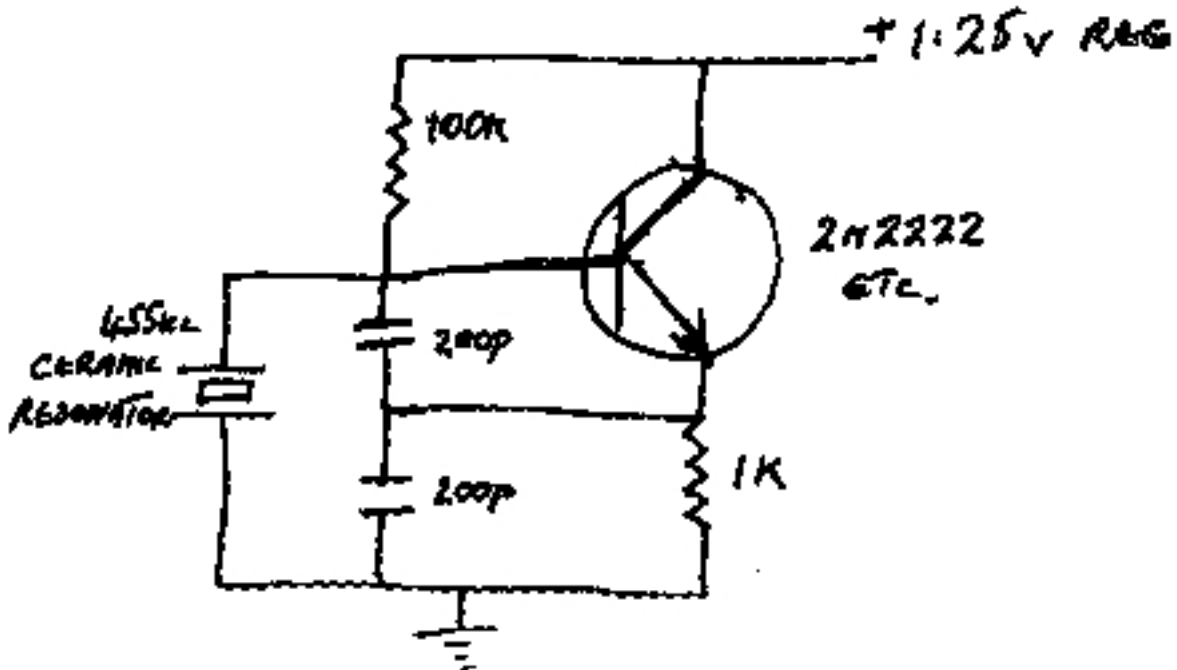 + 1.25v REG
100K
2N2222
ETC.
455KC
CERAMIC
RESONATOR
200p
200p
1K